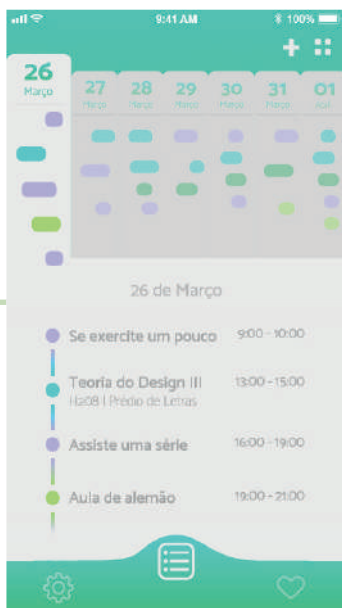 9:41 AM 100%
26 27 28 29 30 31 01
Março Março Março Março Março Março
26 de Março
Se exercite um pouco 9:00 - 10:00
Teoria do Design III 13:00 - 15:00
Prédio de Letras
Assiste uma série 16:00 - 19:00
Aula de alemão 19:00 - 21:00